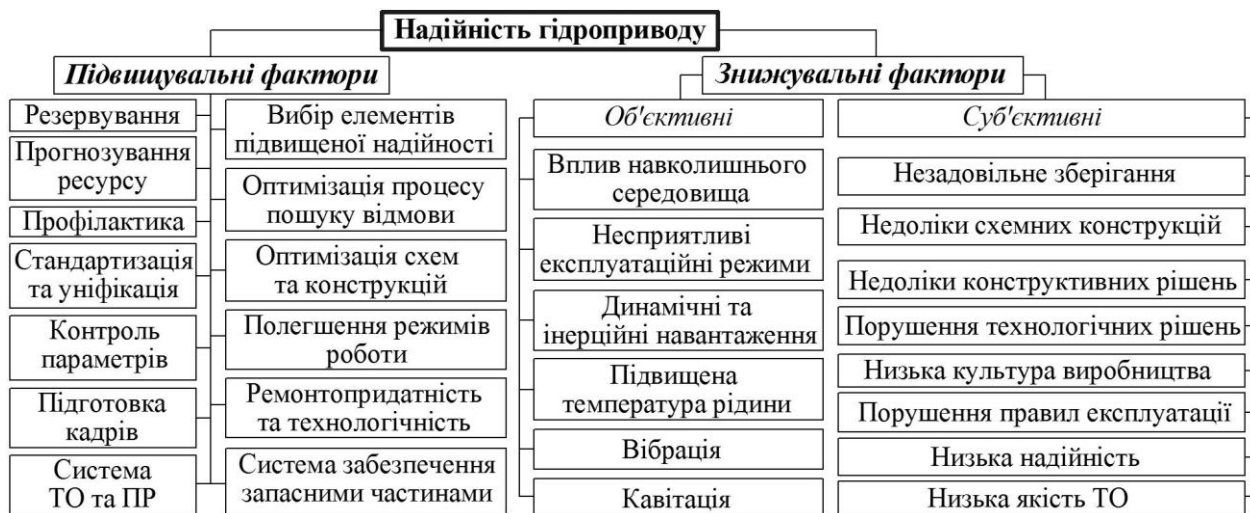 Надійність гідроприводу
Підвищувальні фактори
Резервування
Прогнозування
ресурсу
Профілактика
Стандартизація
та уніфікація
Контроль
параметрів
Підготовка
кадрів
Система
ТО та ПР
Вибір елементів
підвищеної надійності
Оптимізація процесу
пошуку відмови
Оптимізація схем
та конструкцій
Полегшення режимів
роботи
Ремонтопридатність
та технологічність
Система забезпечення
запасними частинами
Знижувальні фактори
Об'єктивні
Вплив навколишнього
середовища
Несприятливі
експлуатаційні режими
Динамічні та
інерційні навантаження
Підвищена
температура рідини
Вібрація
Кавітація
Суб'єктивні
Незадовільне зберігання
Недоліки схемних конструкцій
Недоліки конструктивних рішень
Порушення технологічних рішень
Низька культура виробництва
Порушення правил експлуатації
Низька надійність
Низька якість ТО